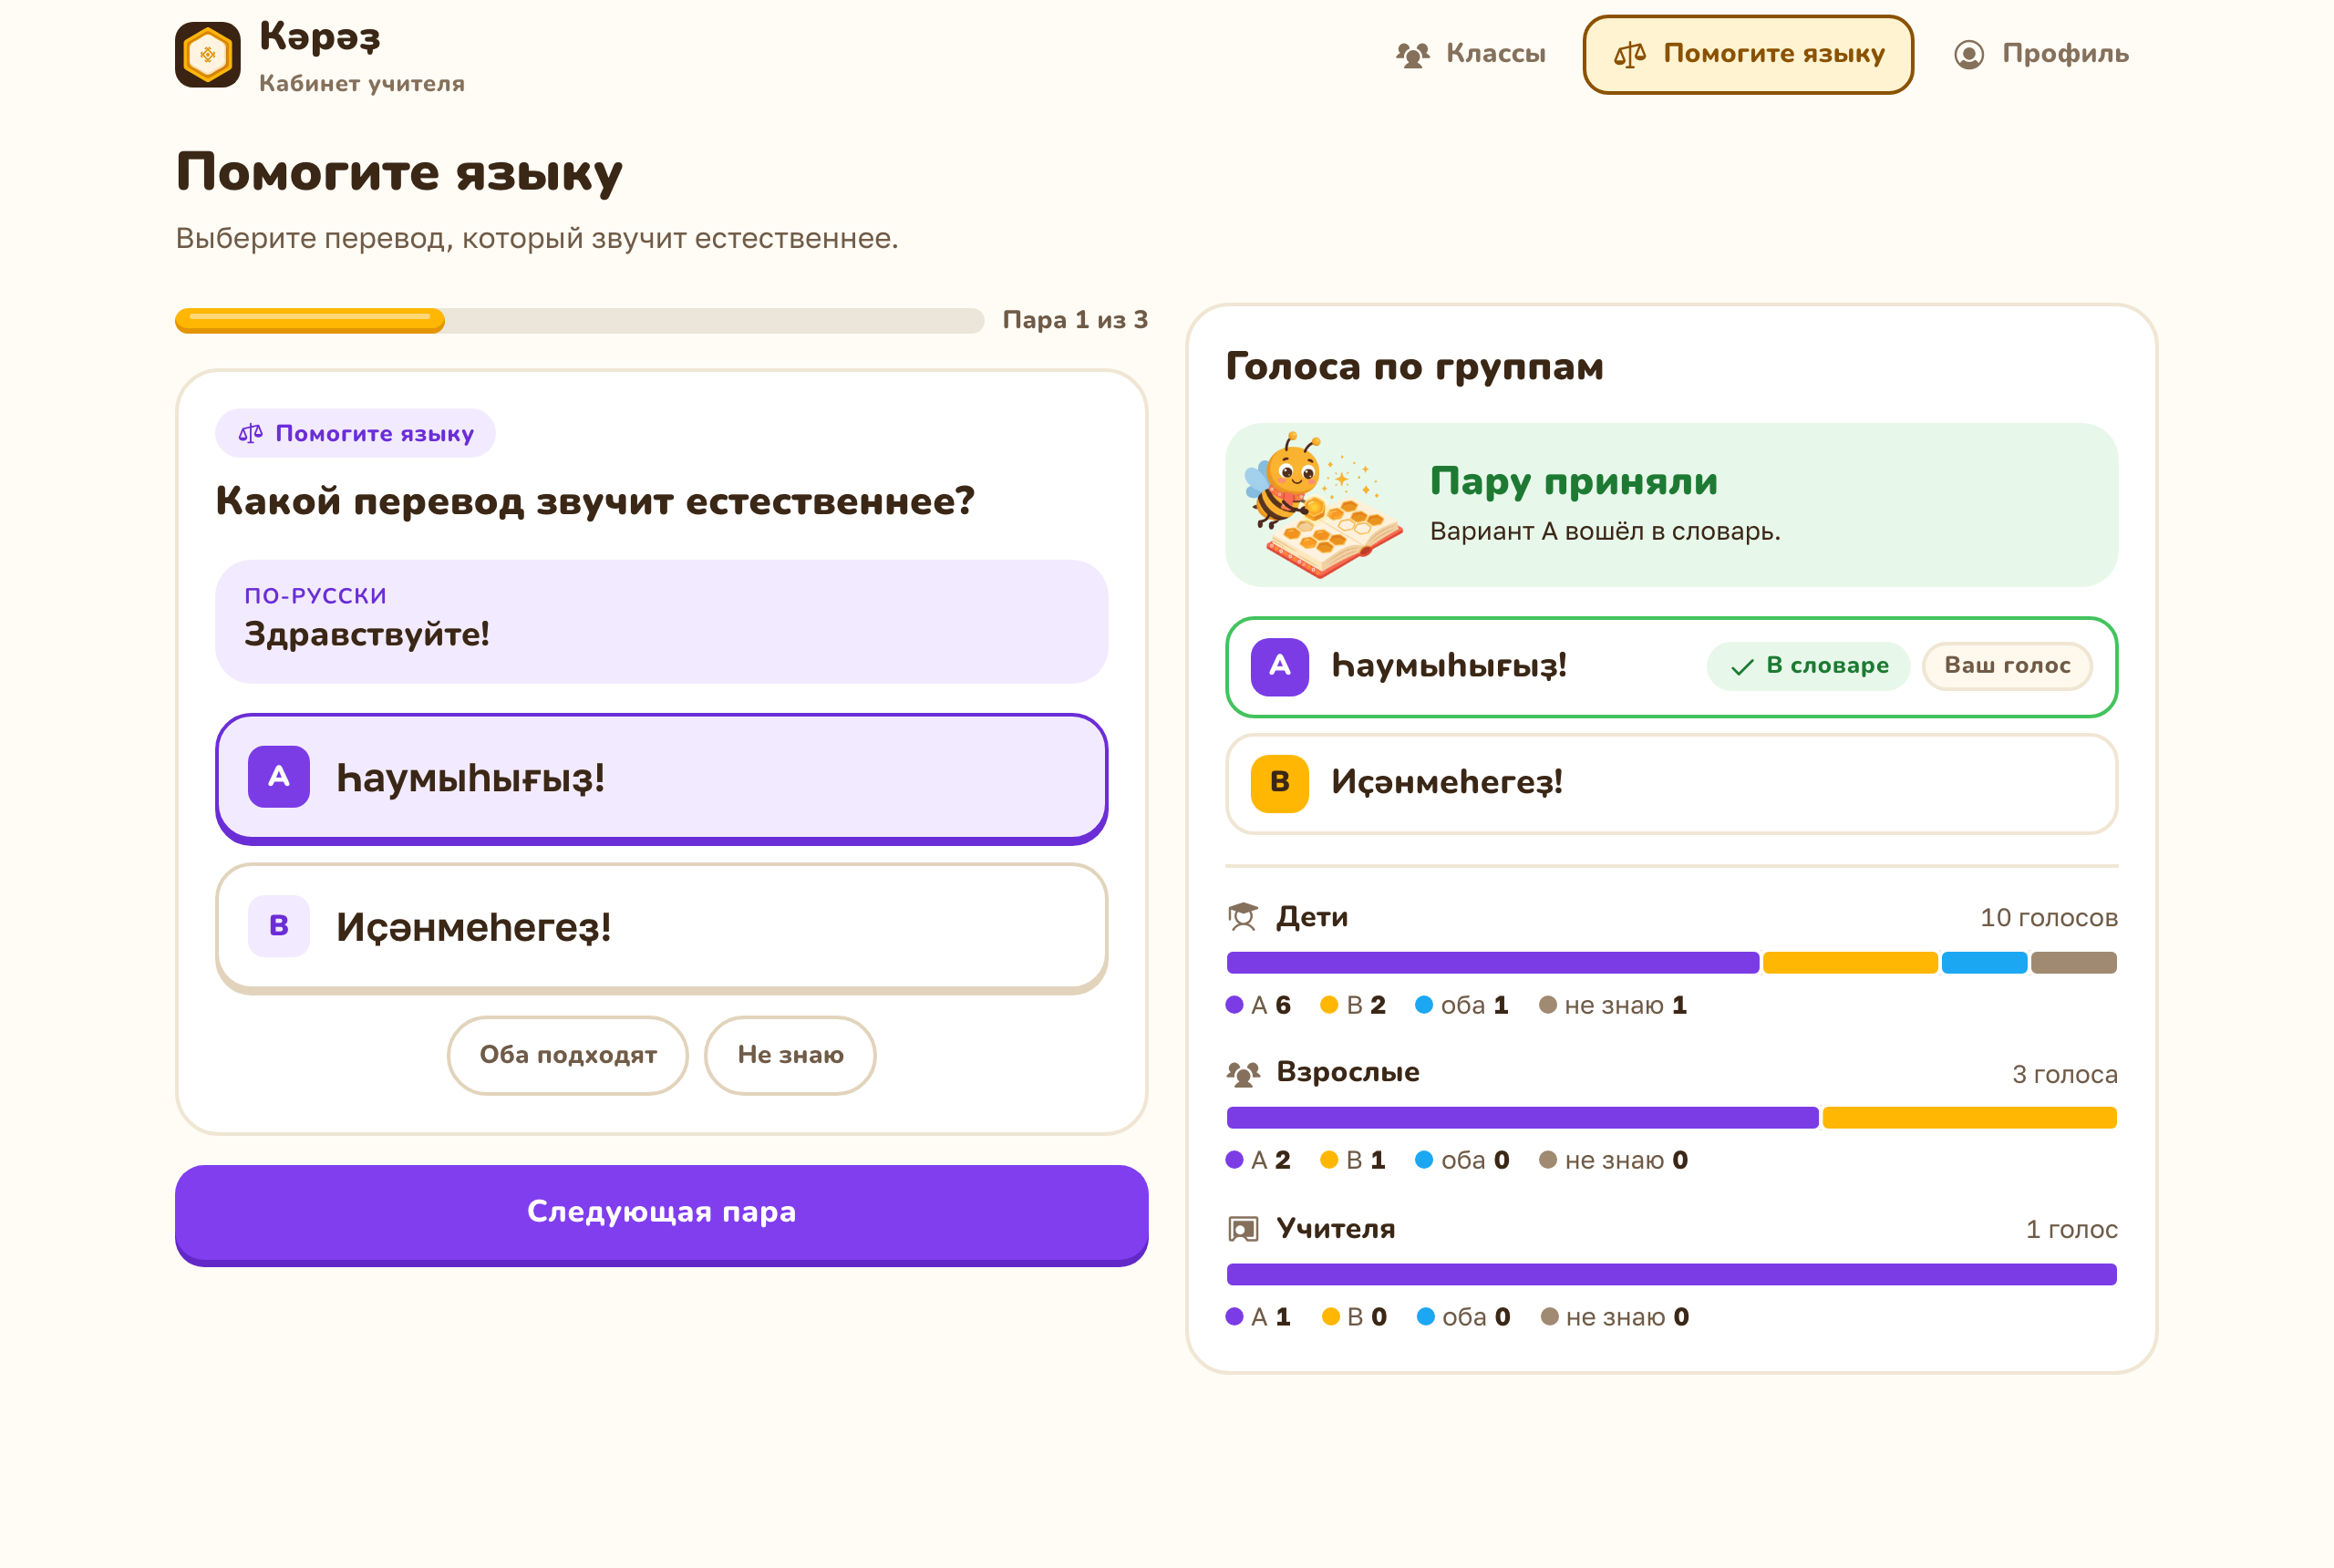 Кәрәҙ
Кабинет учителя
Классы
Помогите языку
Профиль
Помогите языку
Выберите перевод, который звучит естественнее.
Пара 1 из 3
Помогите языку
Какой перевод звучит естественнее?
ПО-РУССКИ
Здравствуйте!
A Һаумыһығыҙ!
B Иҫәнмеһегеҙ!
Оба подходят
Не знаю
Следующая пара
Голоса по группам
Пару приняли
Вариант A вошёл в словарь.
A Һаумыһығыҙ! В словаре Ваш голос
B Иҫәнмеһегеҙ!
Дети 10 голосов
A 6 B 2 оба 1 не знаю 1
Взрослые 3 голоса
A 2 B 1 оба 0 не знаю 0
Учителя 1 голос
A 1 B 0 оба 0 не знаю 0